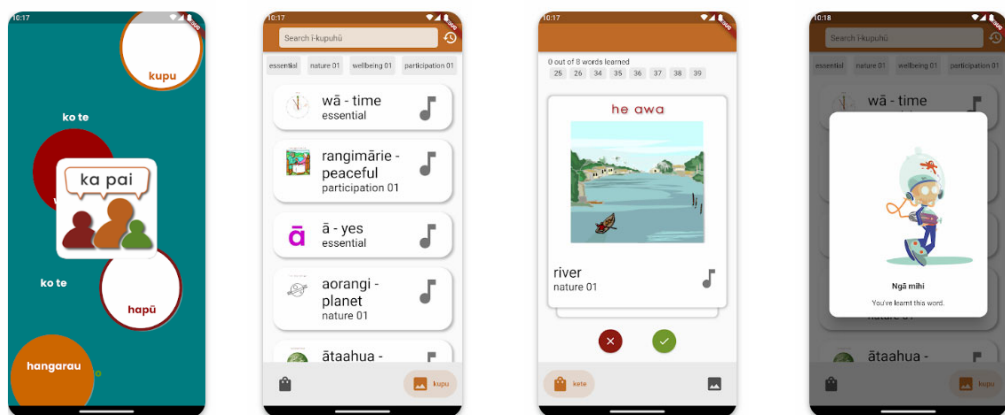 10:17
kupu
ko te
ka pai
ko te
hapū
hangarau
10:17
Search i-kupuhū
essential
nature 01
wellbeing 01
participation 01
wā - time
essential
rangimārie -
peaceful
participation 01
ā
ā - yes
essential
aorangi -
planet
nature 01
ātaahua -
kupu
10:17
0 out of 8 words learned
25 26 34 35 36 37 38 39
he awa
river
nature 01
kete
10:18
Search i-kupuhū
essential
nature 01
wellbeing 01
participation 01
wā - time
Ngā mihi
You've learnt this word.
nature 01
ātaahua -
kupu